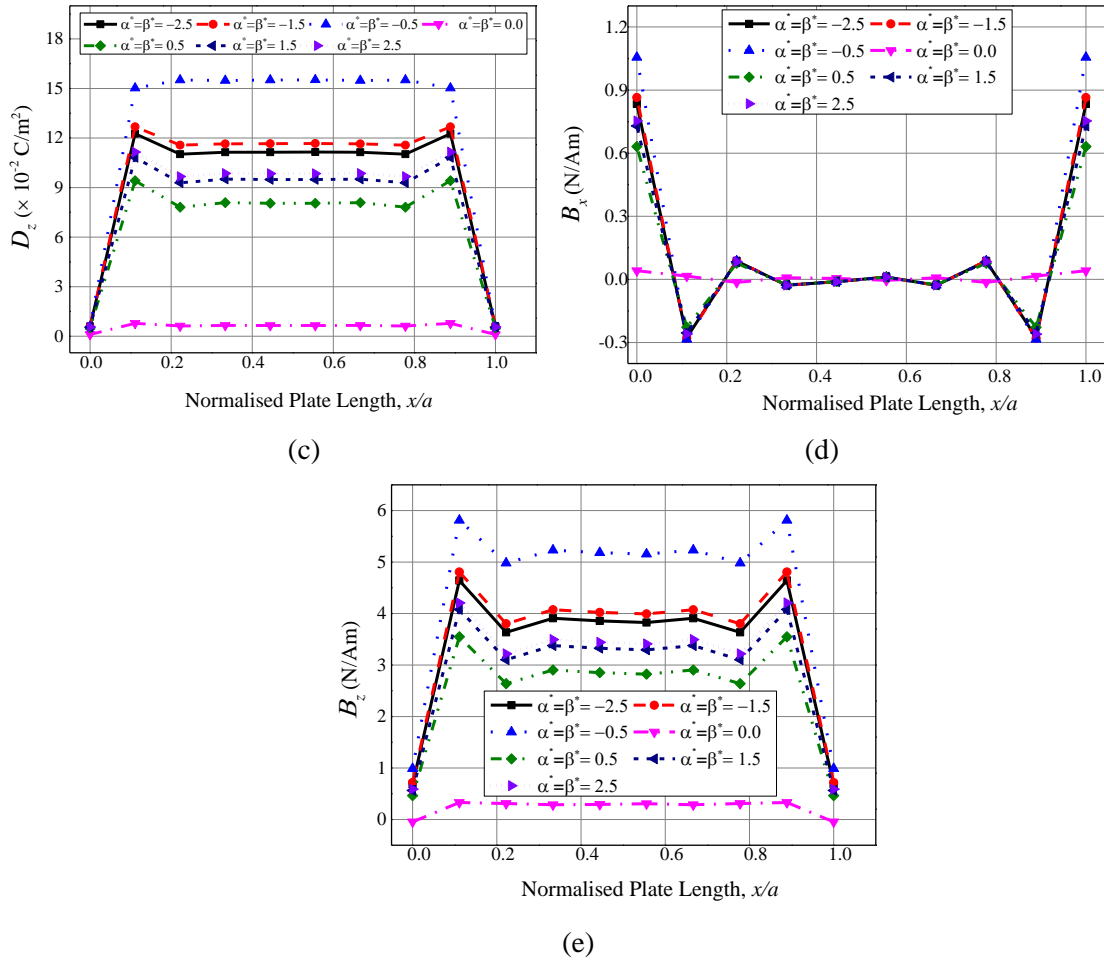 α*=β*= −2.5 α*=β*= −1.5 α*=β*= −0.5 α*=β*= 0.0
α*=β*= 0.5 α*=β*= 1.5 α*=β*= 2.5
18
15
12
9
6
3
0
D_z (× 10⁻² C/m²)
0.0 0.2 0.4 0.6 0.8 1.0
Normalised Plate Length, x/a
(c)
α*=β*= −2.5 α*=β*= −1.5
α*=β*= −0.5 α*=β*= 0.0
α*=β*= 0.5 α*=β*= 1.5
α*=β*= 2.5
1.2
0.9
0.6
0.3
0.0
-0.3
B_x (N/Am)
0.0 0.2 0.4 0.6 0.8 1.0
Normalised Plate Length, x/a
(d)
6
5
4
3
2
1
0
B_z (N/Am)
α*=β*= −2.5 α*=β*= −1.5
α*=β*= −0.5 α*=β*= 0.0
α*=β*= 0.5 α*=β*= 1.5
α*=β*= 2.5
0.0 0.2 0.4 0.6 0.8 1.0
Normalised Plate Length, x/a
(e)